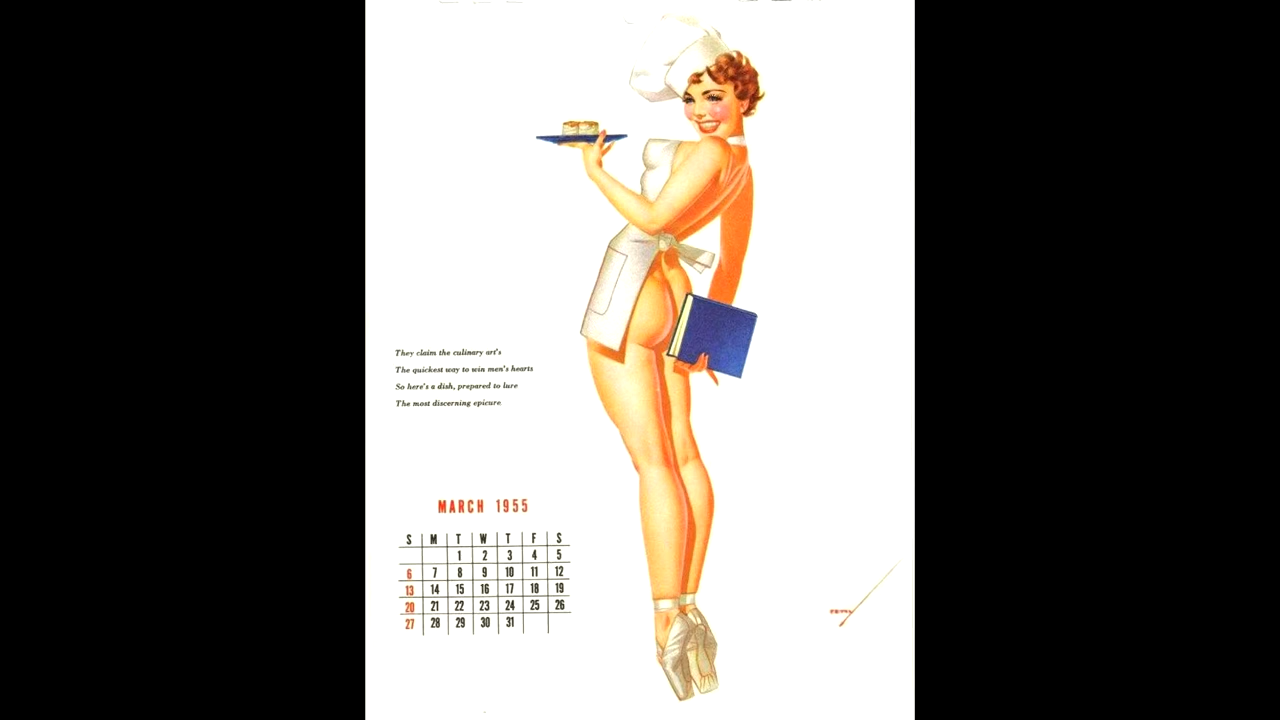 They claim the culinary art's
The quickest way to win men's hearts
So here's a dish, prepared to lure
The most discerning epicure
MARCH 1955
S M T W T F S
1 2 3 4 5
6 7 8 9 10 11 12
13 14 15 16 17 18 19
20 21 22 23 24 25 26
27 28 29 30 31
PETTY